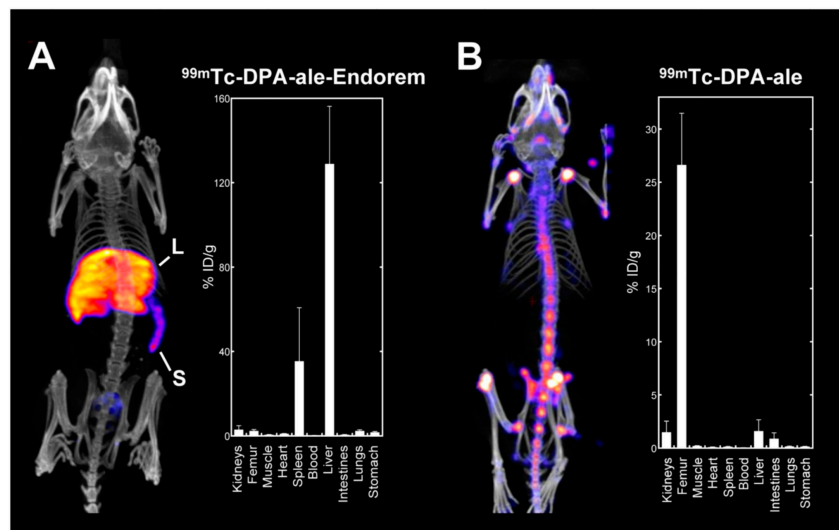 A
99mTc-DPA-ale-Endorem
L
S
% ID/g
160
120
80
40
0
Kidneys
Femur
Muscle
Heart
Spleen
Blood
Liver
Intestines
Lungs
Stomach
B
99mTc-DPA-ale
% ID/g
30
25
20
15
10
5
0
Kidneys
Femur
Muscle
Heart
Spleen
Blood
Liver
Intestines
Lungs
Stomach